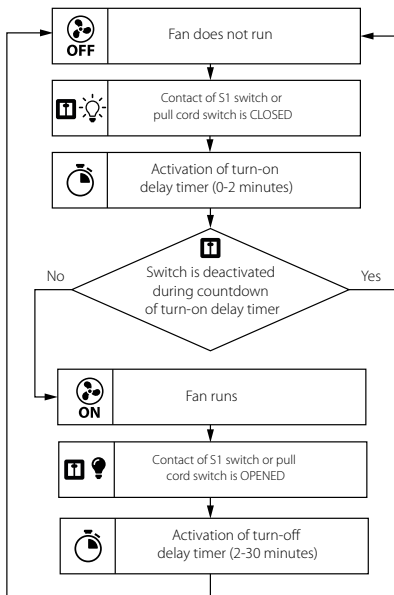 OFF
Fan does not run
Contact of S1 switch or
pull cord switch is CLOSED
Activation of turn-on
delay timer (0-2 minutes)
No
Yes
Switch is deactivated
during countdown
of turn-on delay timer
ON
Fan runs
Contact of S1 switch or pull
cord switch is OPENED
Activation of turn-off
delay timer (2-30 minutes)